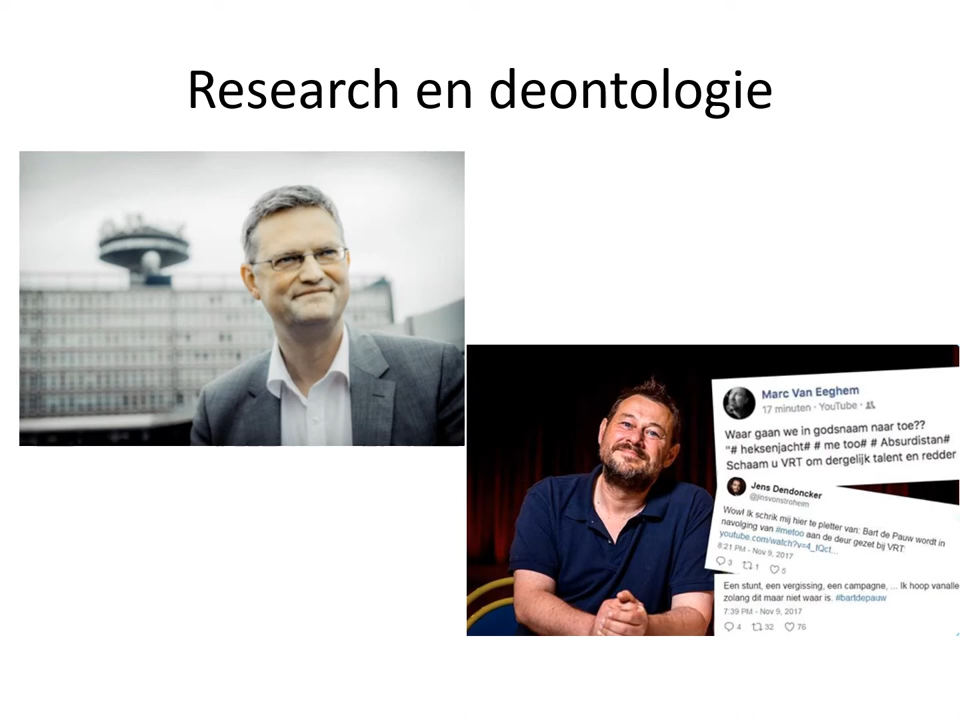 Research en deontologie
Marc Van Eeghem
17 minuten · YouTube ·
Waar gaan we in godsnaam naar toe??
"# heksenjacht# # me too# # Absurdistan#
Schaam u VRT om dergelijk talent en redder
Jens Dendoncker
@jinsvonstroheim
Wow! Ik schrik mij hier te pletter van: Bart de Pauw wordt in
navolging van #metoo aan de deur gezet bij VRT:
youtube.com/watch?v=4_fQct...
8:21 PM - Nov 9, 2017
3 1 5
Een stunt, een vergissing, een campagne, ... Ik hoop vanalle
zolang dit maar niet waar is. #bartdepauw
7:39 PM - Nov 9, 2017
4 32 76